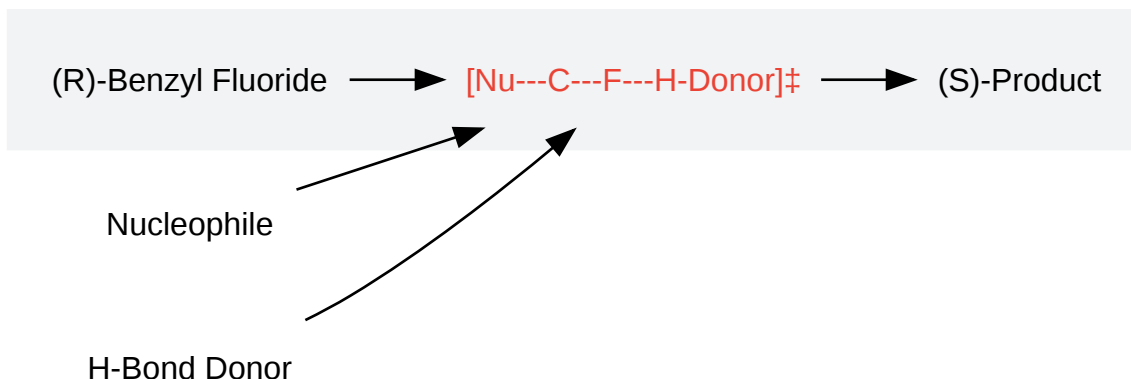 (R)-Benzyl Fluoride
[Nu---C---F---H-Donor]‡
(S)-Product
Nucleophile
H-Bond Donor